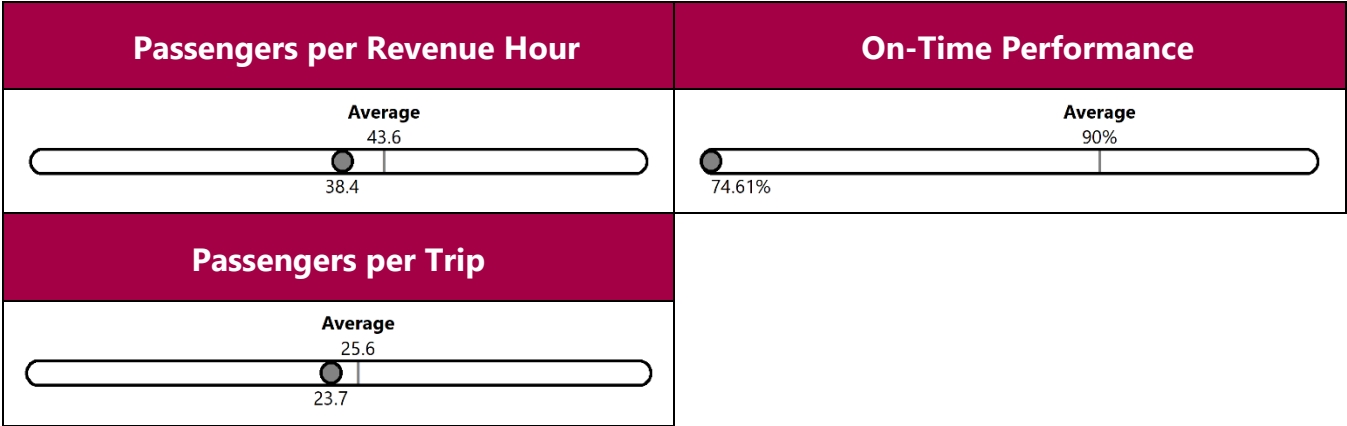 Passengers per Revenue Hour
On-Time Performance
Average
43.6
38.4
Average
90%
74.61%
Passengers per Trip
Average
25.6
23.7